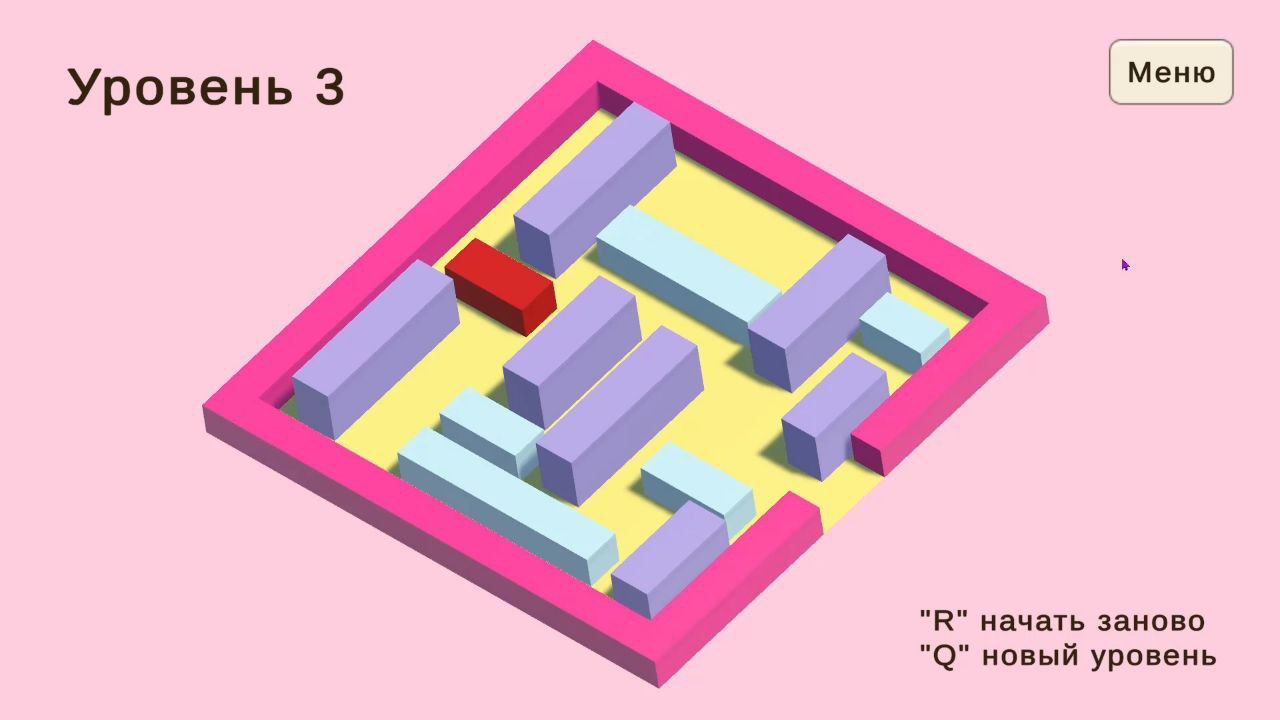 Уровень 3
Меню
"R" начать заново
"Q" новый уровень